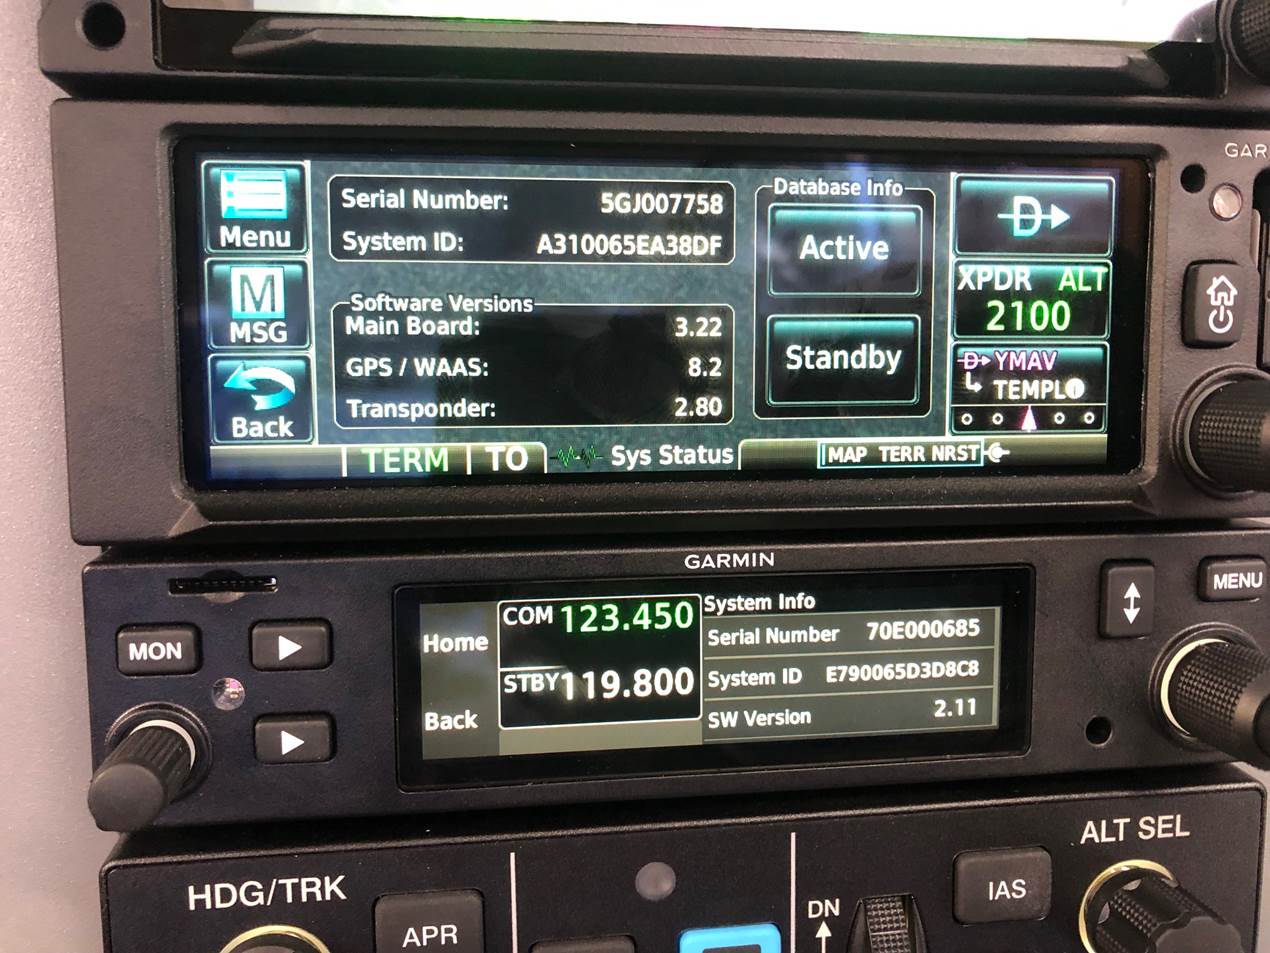 GAR
Menu
Serial Number: 5GJ007758
System ID: A310065EA38DF
Database Info
Active
XPDR ALT
2100
M
MSG
Software Versions
Main Board: 3.22
GPS / WAAS: 8.2
Transponder: 2.80
Standby
D YMAV
TEMPL
Back
TERM TO Sys Status MAP TERR NRST
GARMIN
MON
Home
Back
COM 123.450
STBY 119.800
System Info
Serial Number 70E000685
System ID E790065D3D8C8
SW Version 2.11
MENU
HDG/TRK
APR
DN
IAS
ALT SEL